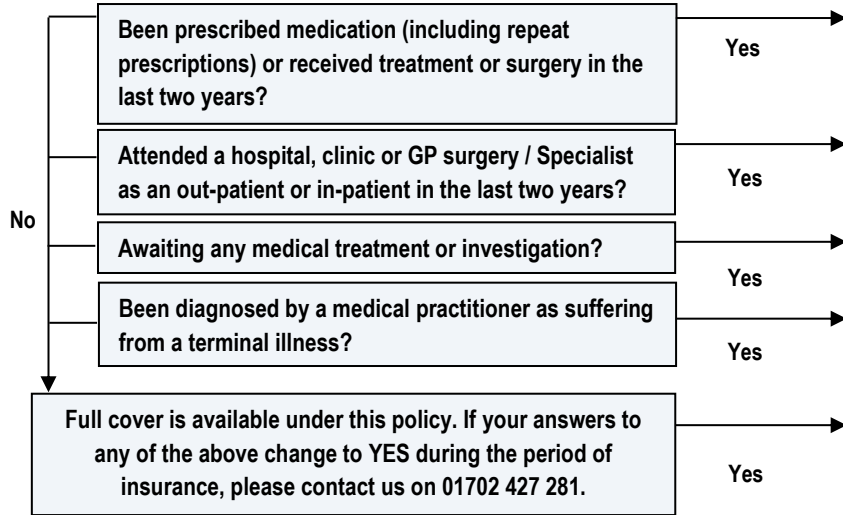 Been prescribed medication (including repeat
prescriptions) or received treatment or surgery in the
last two years?
Yes
Attended a hospital, clinic or GP surgery / Specialist
as an out-patient or in-patient in the last two years?
Yes
No
Awaiting any medical treatment or investigation?
Yes
Been diagnosed by a medical practitioner as suffering
from a terminal illness?
Yes
Full cover is available under this policy. If your answers to
any of the above change to YES during the period of
insurance, please contact us on 01702 427 281.
Yes